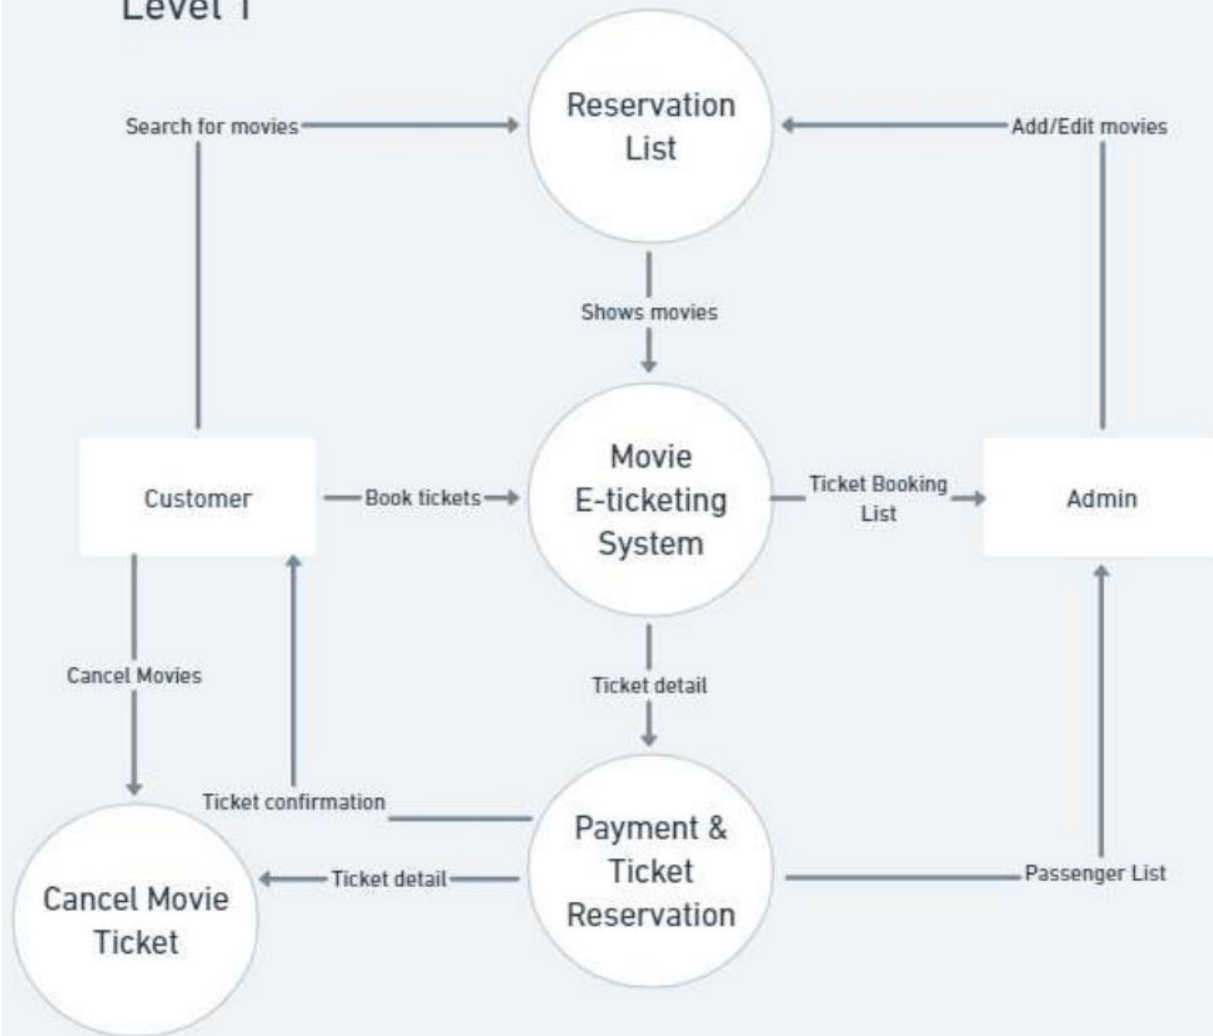 Level 1
Reservation
List
Search for movies
Add/Edit movies
Shows movies
Movie
E-ticketing
System
Customer
Book tickets
Ticket Booking
List
Admin
Cancel Movies
Ticket detail
Ticket confirmation
Payment &
Ticket
Reservation
Ticket detail
Passenger List
Cancel Movie
Ticket